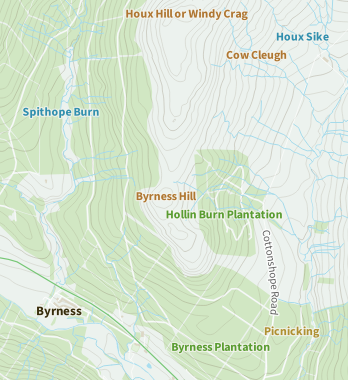 Houx Hill or Windy Crag
Houx Sike
Cow Cleugh
Spithope Burn
Byrness Hill
Hollin Burn Plantation
Cottonshope Road
Byrness
Picnicking
Byrness Plantation